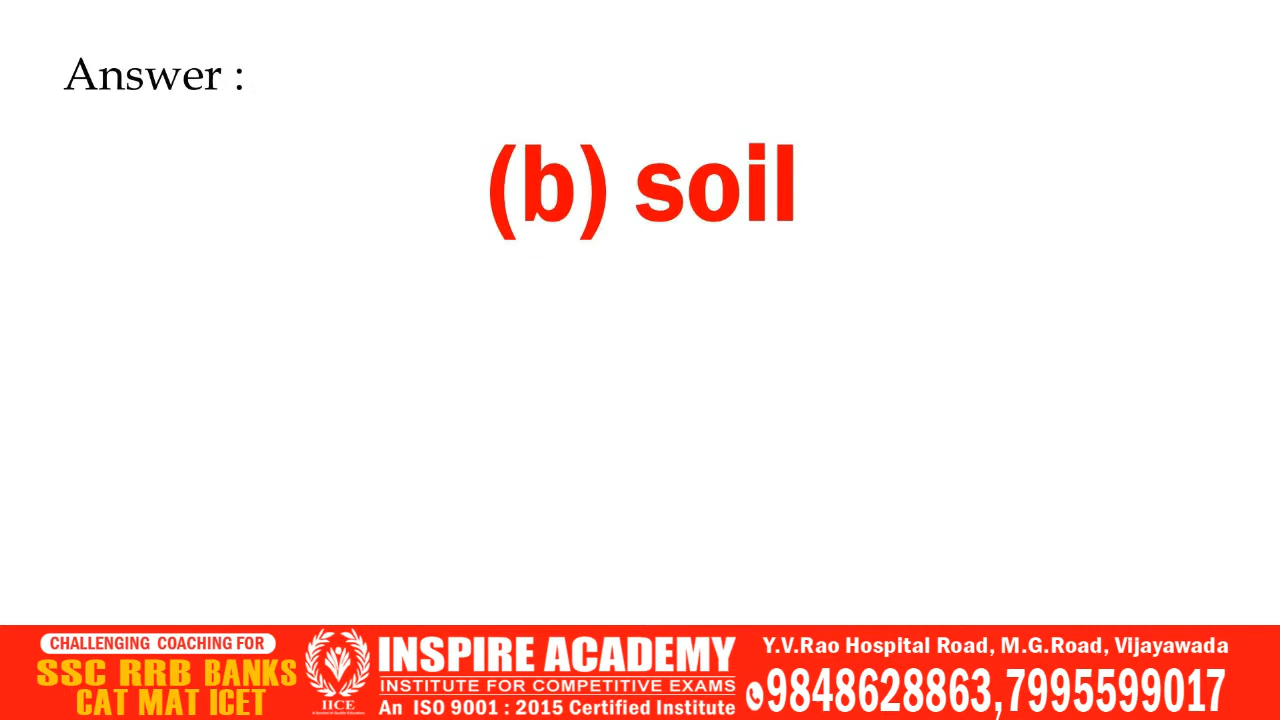 Answer :
(b) soil
CHALLENGING COACHING FOR
SSC RRB BANKS
CAT MAT ICET
IICE
INSPIRE ACADEMY
INSTITUTE FOR COMPETITIVE EXAMS
An ISO 9001 : 2015 Certified Institute
Y.V.Rao Hospital Road, M.G.Road, Vijayawada
9848628863,7995599017